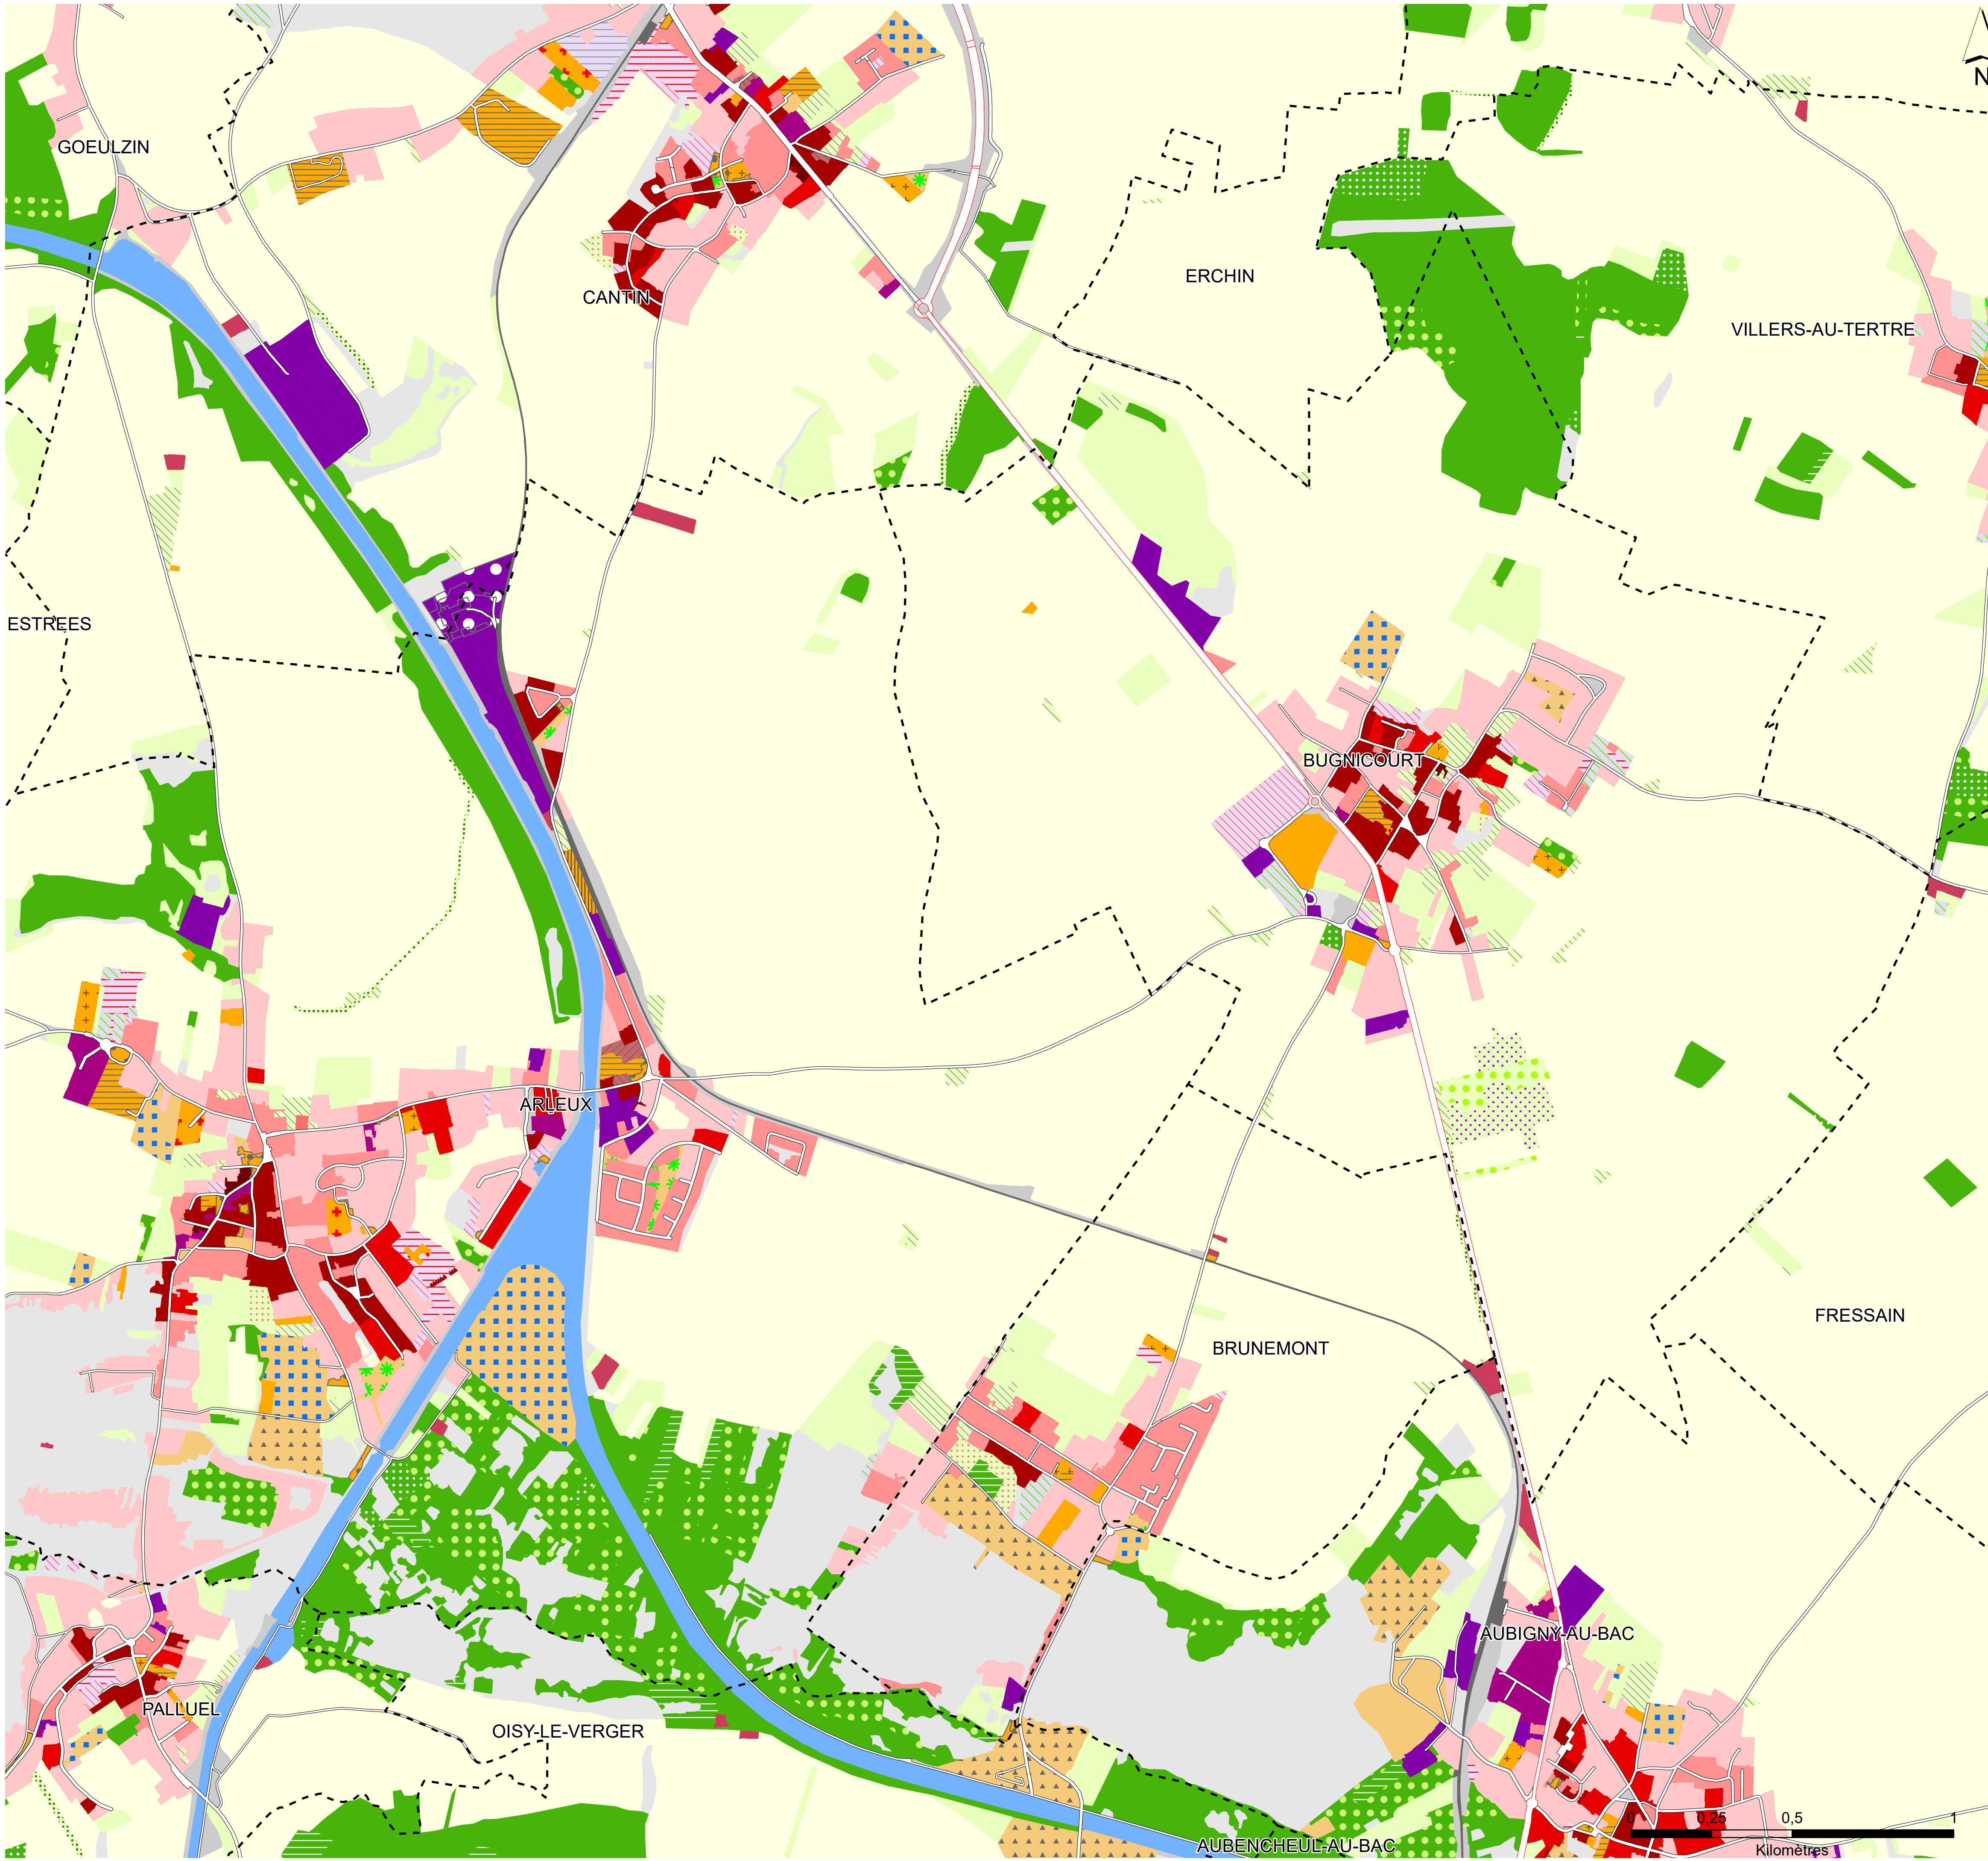 N
GOEULZIN
ERCHIN
CANTIN
VILLERS-AU-TERTRE
ESTREES
BUGNICOURT
ARLEUX
FRESSAIN
BRUNEMONT
AUBIGNY-AU-BAC
PALLUEL
OISY-LE-VERGER
0 0,25 0,5 1
AUBENCHEUL-AU-BAC
Kilomètres